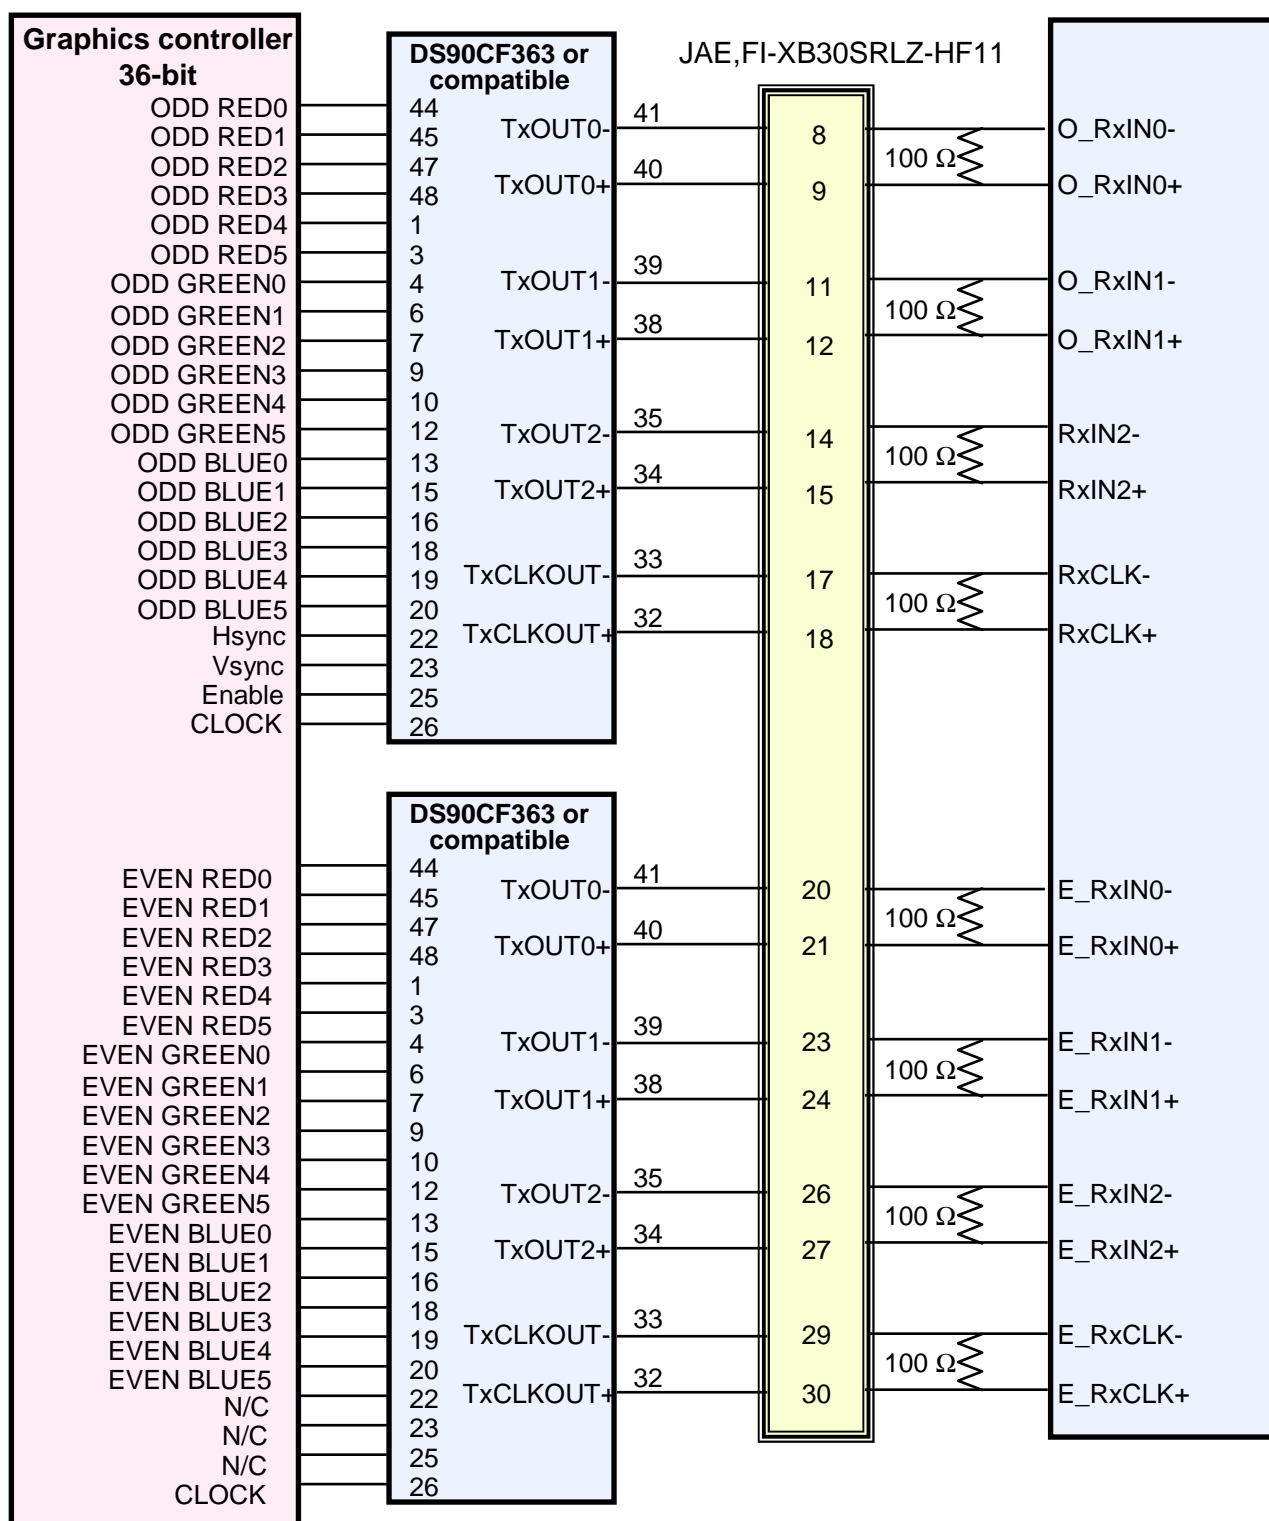 Graphics controller
36-bit
ODD RED0
ODD RED1
ODD RED2
ODD RED3
ODD RED4
ODD RED5
ODD GREEN0
ODD GREEN1
ODD GREEN2
ODD GREEN3
ODD GREEN4
ODD GREEN5
ODD BLUE0
ODD BLUE1
ODD BLUE2
ODD BLUE3
ODD BLUE4
ODD BLUE5
Hsync
Vsync
Enable
CLOCK
EVEN RED0
EVEN RED1
EVEN RED2
EVEN RED3
EVEN RED4
EVEN RED5
EVEN GREEN0
EVEN GREEN1
EVEN GREEN2
EVEN GREEN3
EVEN GREEN4
EVEN GREEN5
EVEN BLUE0
EVEN BLUE1
EVEN BLUE2
EVEN BLUE3
EVEN BLUE4
EVEN BLUE5
N/C
N/C
N/C
CLOCK
DS90CF363 or
compatible
44
45
47
48
1
3
4
6
7
9
10
12
13
15
16
18
19
20
22
23
25
26
TxOUT0-
TxOUT0+
TxOUT1-
TxOUT1+
TxOUT2-
TxOUT2+
TxCLKOUT-
TxCLKOUT+
41
40
39
38
35
34
33
32
DS90CF363 or
compatible
44
45
47
48
1
3
4
6
7
9
10
12
13
15
16
18
19
20
22
23
25
26
TxOUT0-
TxOUT0+
TxOUT1-
TxOUT1+
TxOUT2-
TxOUT2+
TxCLKOUT-
TxCLKOUT+
41
40
39
38
35
34
33
32
JAE,FI-XB30SRLZ-HF11
8
9
11
12
14
15
17
18
20
21
23
24
26
27
29
30
100 Ω
100 Ω
100 Ω
100 Ω
100 Ω
100 Ω
100 Ω
100 Ω
O_RxIN0-
O_RxIN0+
O_RxIN1-
O_RxIN1+
RxIN2-
RxIN2+
RxCLK-
RxCLK+
E_RxIN0-
E_RxIN0+
E_RxIN1-
E_RxIN1+
E_RxIN2-
E_RxIN2+
E_RxCLK-
E_RxCLK+